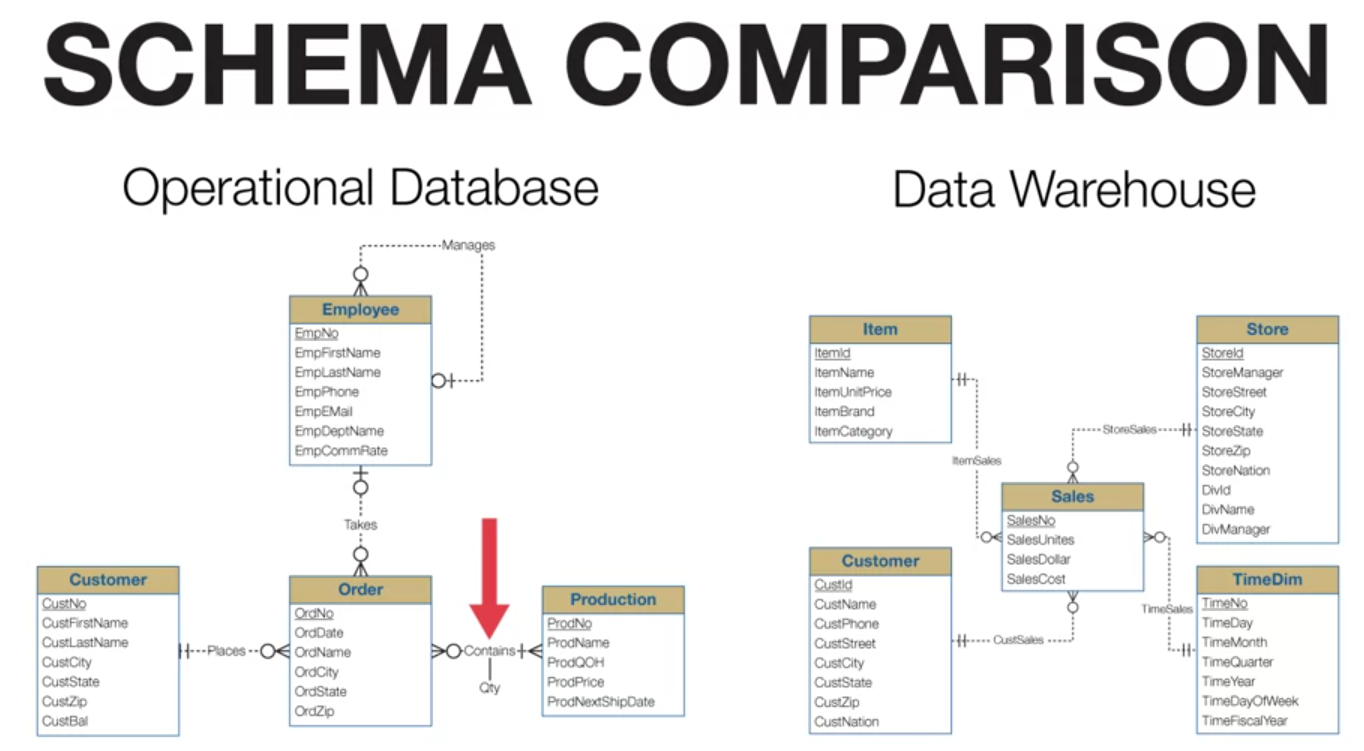 SCHEMA COMPARISON
Operational Database
Manages
Employee
EmpNo
EmpFirstName
EmpLastName
EmpPhone
EmpEMail
EmpDeptName
EmpCommRate
Takes
Customer
CustNo
CustFirstName
CustLastName
CustCity
CustState
CustZip
CustBal
Places
Order
OrdNo
OrdDate
OrdName
OrdCity
OrdState
OrdZip
Contains
Qty
Production
ProdNo
ProdName
ProdQOH
ProdPrice
ProdNextShipDate
Data Warehouse
Item
ItemId
ItemName
ItemUnitPrice
ItemBrand
ItemCategory
ItemSales
Store
StoreId
StoreManager
StoreStreet
StoreCity
StoreState
StoreZip
StoreNation
DivId
DivName
DivManager
StoreSales
Sales
SalesNo
SalesUnites
SalesDollar
SalesCost
Customer
CustId
CustName
CustPhone
CustStreet
CustCity
CustState
CustZip
CustNation
CustSales
TimeSales
TimeDim
TimeNo
TimeDay
TimeMonth
TimeQuarter
TimeYear
TimeDayOfWeek
TimeFiscalYear